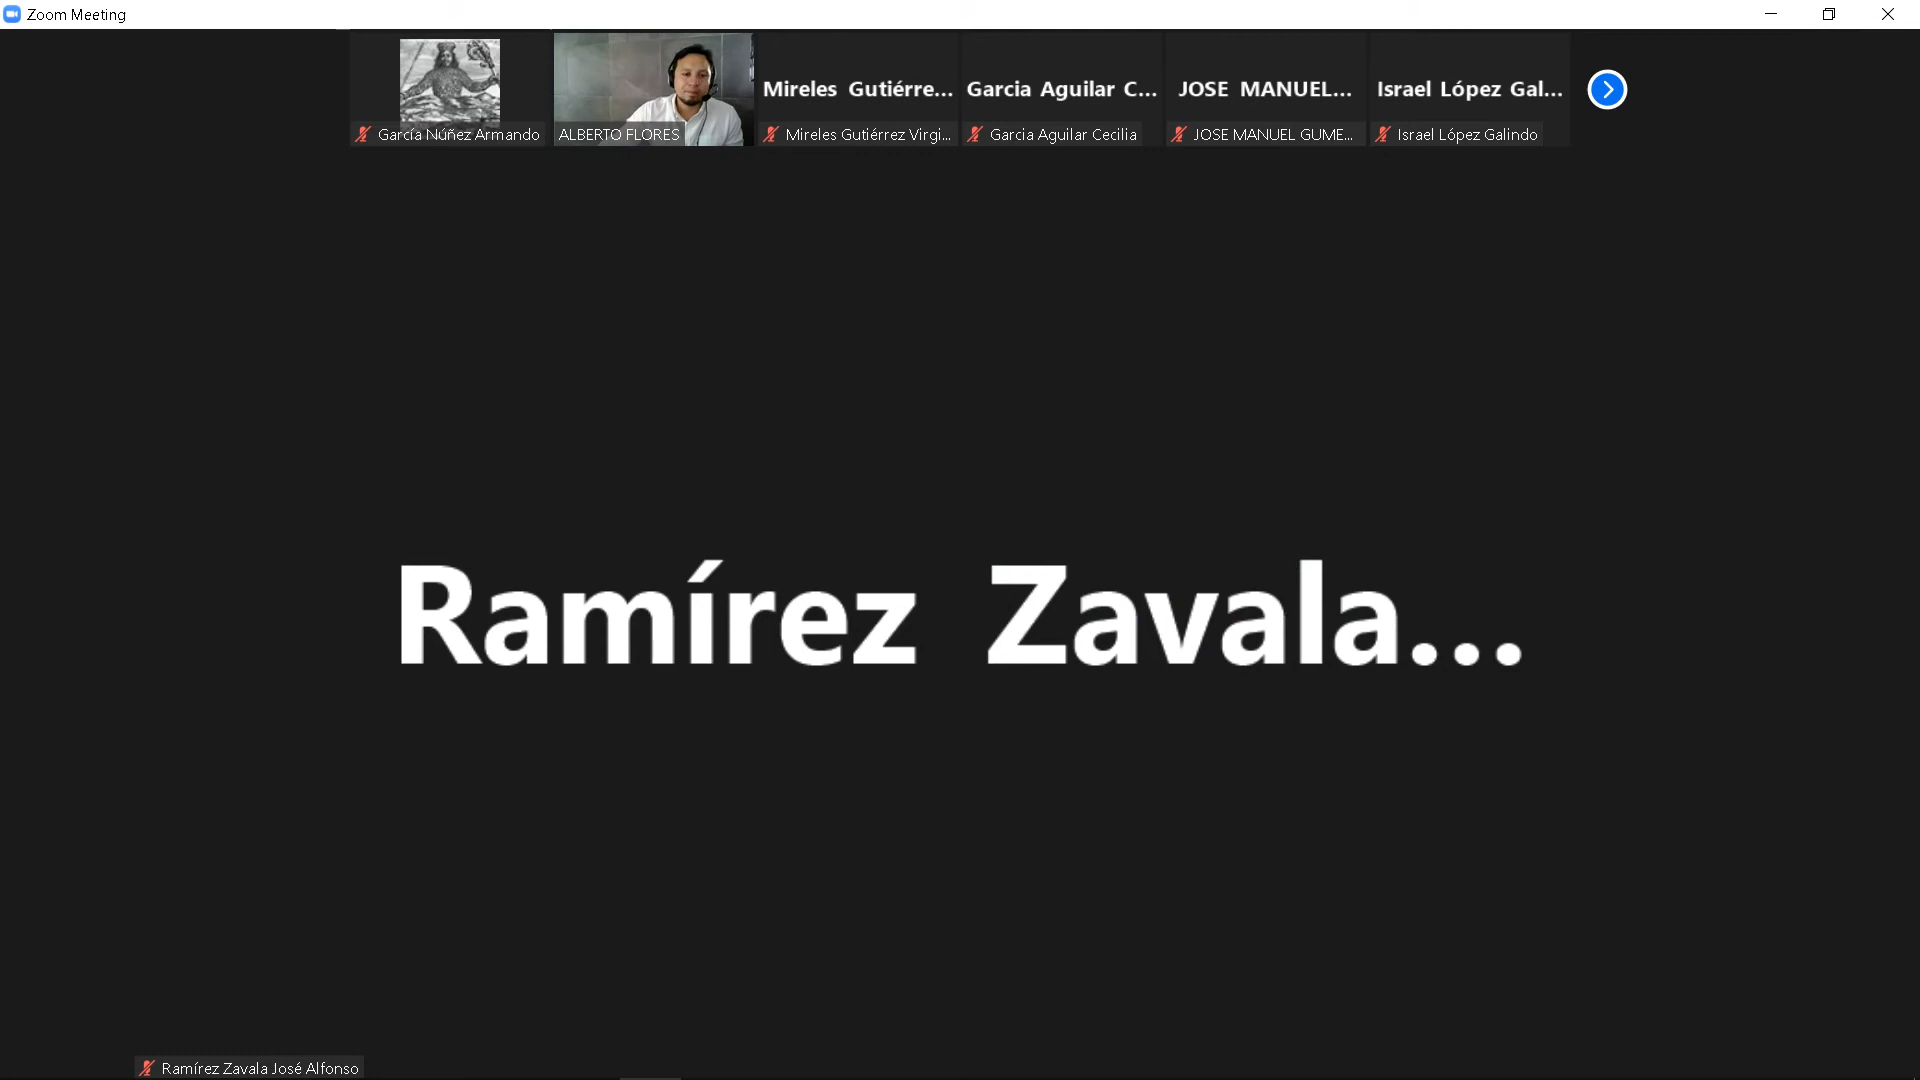 Zoom Meeting
García Núñez Armando
ALBERTO FLORES
Mireles Gutiérre...
Mireles Gutiérrez Virgi...
Garcia Aguilar C...
Garcia Aguilar Cecilia
JOSE MANUEL...
JOSE MANUEL GUME...
Israel López Gal...
Israel López Galindo
Ramírez Zavala...
Ramírez Zavala José Alfonso